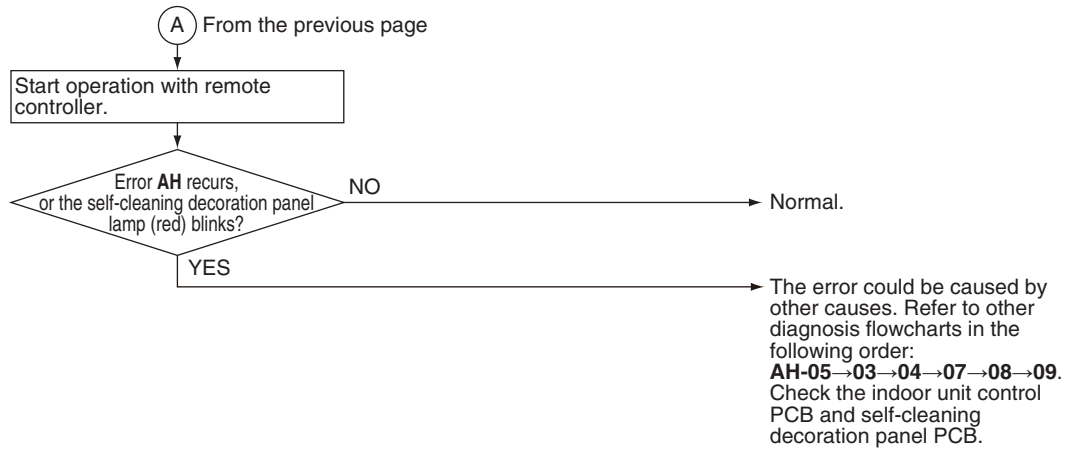 A From the previous page
Start operation with remote
controller.
Error AH recurs,
or the self-cleaning decoration panel
lamp (red) blinks?
NO
Normal.
YES
The error could be caused by
other causes. Refer to other
diagnosis flowcharts in the
following order:
AH-05→03→04→07→08→09.
Check the indoor unit control
PCB and self-cleaning
decoration panel PCB.